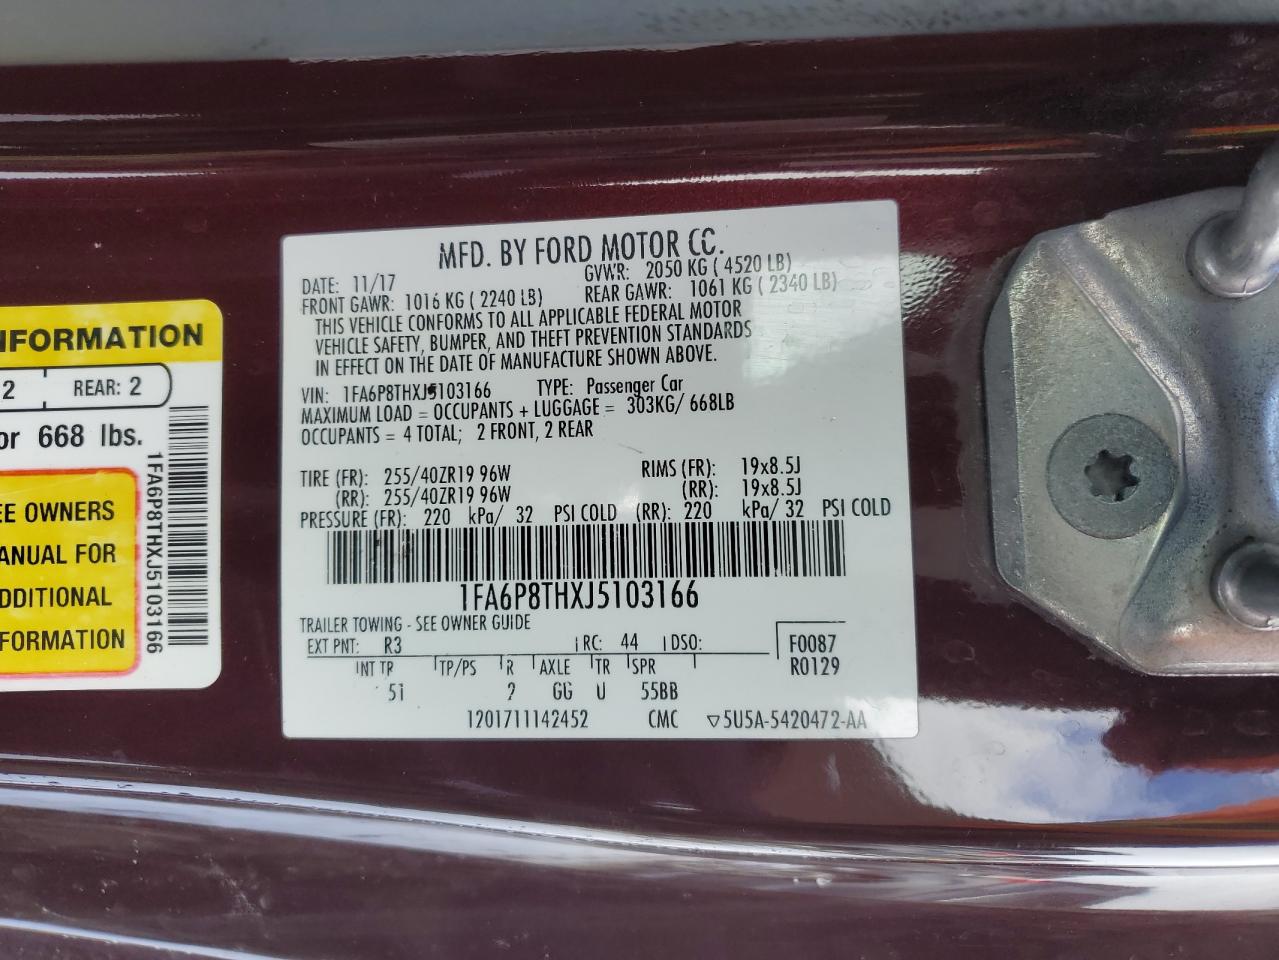 INFORMATION
2 REAR: 2
or 668 lbs.
EE OWNERS
ANUAL FOR
DDITIONAL
FORMATION
1FA6P8THXJ5103166
MFD. BY FORD MOTOR CC.
DATE: 11/17 GVWR: 2050 KG ( 4520 LB)
FRONT GAWR: 1016 KG ( 2240 LB) REAR GAWR: 1061 KG ( 2340 LB)
THIS VEHICLE CONFORMS TO ALL APPLICABLE FEDERAL MOTOR
VEHICLE SAFETY, BUMPER, AND THEFT PREVENTION STANDARDS
IN EFFECT ON THE DATE OF MANUFACTURE SHOWN ABOVE.
VIN: 1FA6P8THXJ5103166 TYPE: Passenger Car
MAXIMUM LOAD = OCCUPANTS + LUGGAGE = 303KG/ 668LB
OCCUPANTS = 4 TOTAL; 2 FRONT, 2 REAR
TIRE (FR): 255/40ZR19 96W RIMS (FR): 19x8.5J
(RR): 255/40ZR19 96W (RR): 19x8.5J
PRESSURE (FR): 220 kPa/ 32 PSI COLD (RR): 220 kPa/ 32 PSI COLD
1FA6P8THXJ5103166
TRAILER TOWING - SEE OWNER GUIDE
EXT PNT: R3 RC: 44 DSO: F0087
INT TR TP/PS R AXLE TR SPR R0129
51 GG U 55BB
1201711142452 CMC ▽5U5A-5420472-AA